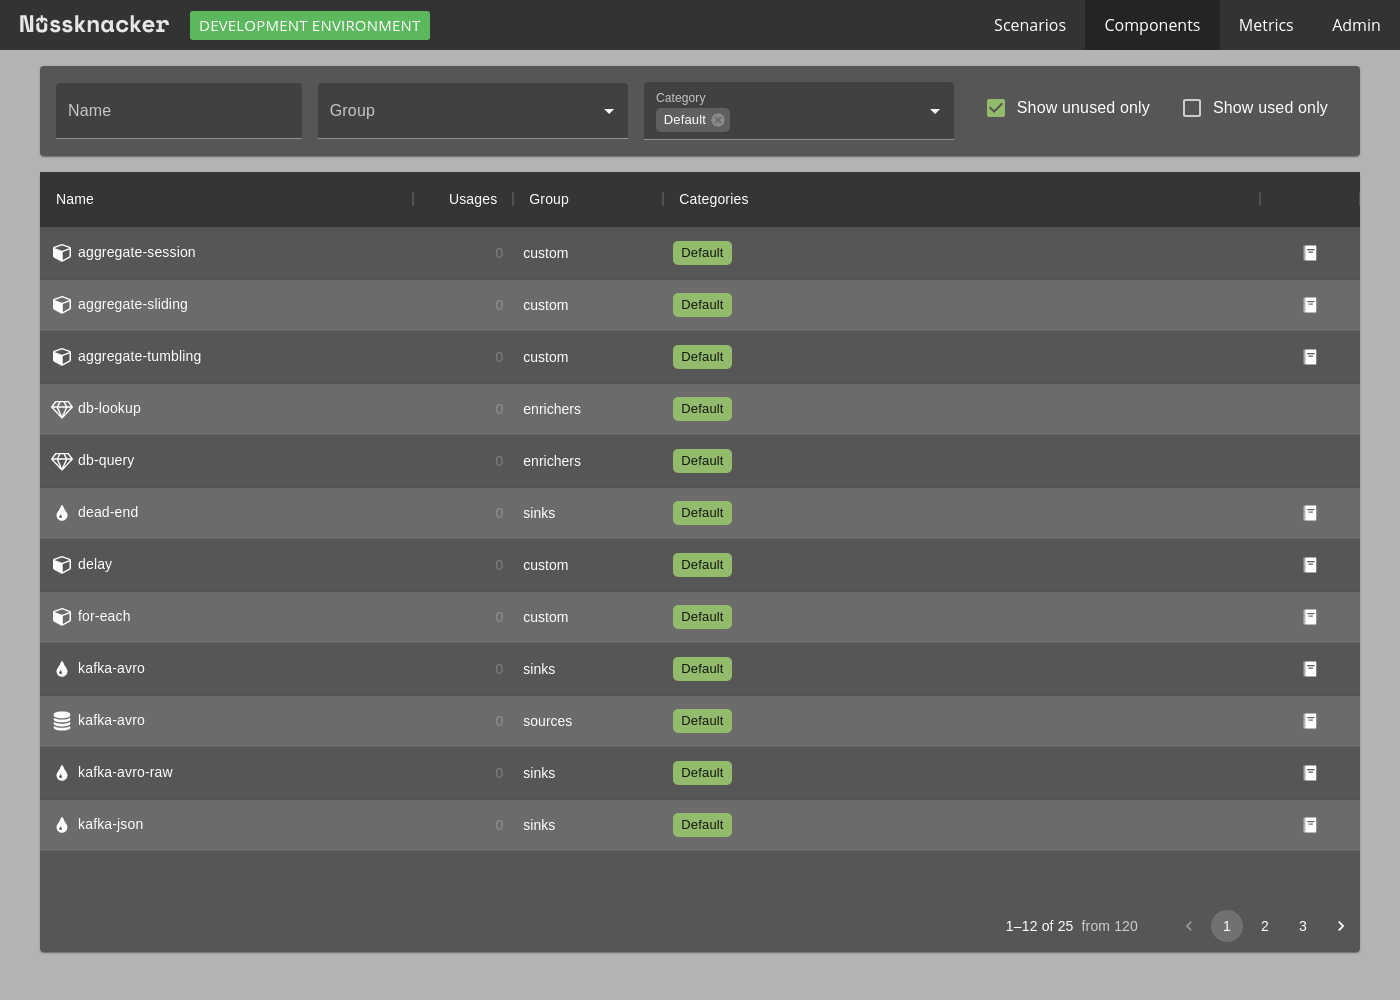 Nussknacker DEVELOPMENT ENVIRONMENT Scenarios Components Metrics Admin
Name Group Category Default Show unused only Show used only
Name Usages Group Categories
aggregate-session 0 custom Default
aggregate-sliding 0 custom Default
aggregate-tumbling 0 custom Default
db-lookup 0 enrichers Default
db-query 0 enrichers Default
dead-end 0 sinks Default
delay 0 custom Default
for-each 0 custom Default
kafka-avro 0 sinks Default
kafka-avro 0 sources Default
kafka-avro-raw 0 sinks Default
kafka-json 0 sinks Default
1–12 of 25 from 120 1 2 3